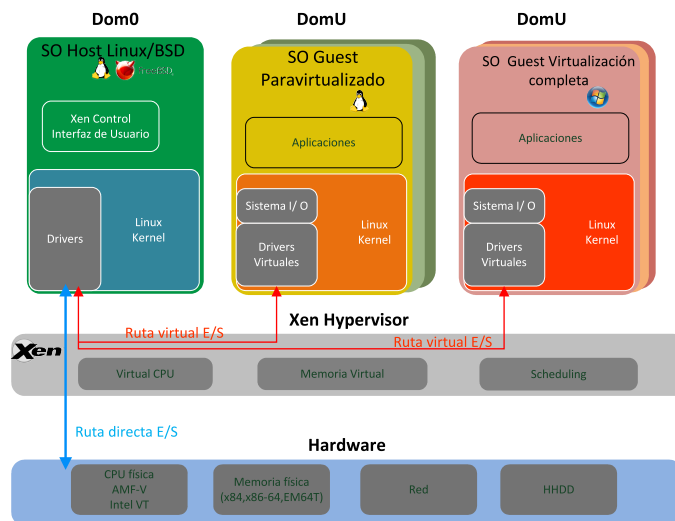 Dom0
DomU
DomU
SO Host Linux/BSD
Xen Control
Interfaz de Usuario
Drivers
Linux
Kernel
SO Guest
Paravirtualizado
Aplicaciones
Sistema I/ O
Drivers
Virtuales
Linux
Kernel
SO Guest Virtualización
completa
Aplicaciones
Sistema I/ O
Drivers
Virtuales
Linux
Kernel
Ruta virtual E/S
Xen Hypervisor
Ruta virtual E/S
Xen
Virtual CPU
Memoria Virtual
Scheduling
Ruta directa E/S
Hardware
CPU física
AMF-V
Intel VT
Memoria física
(x84,x86-64,EM64T)
Red
HHDD